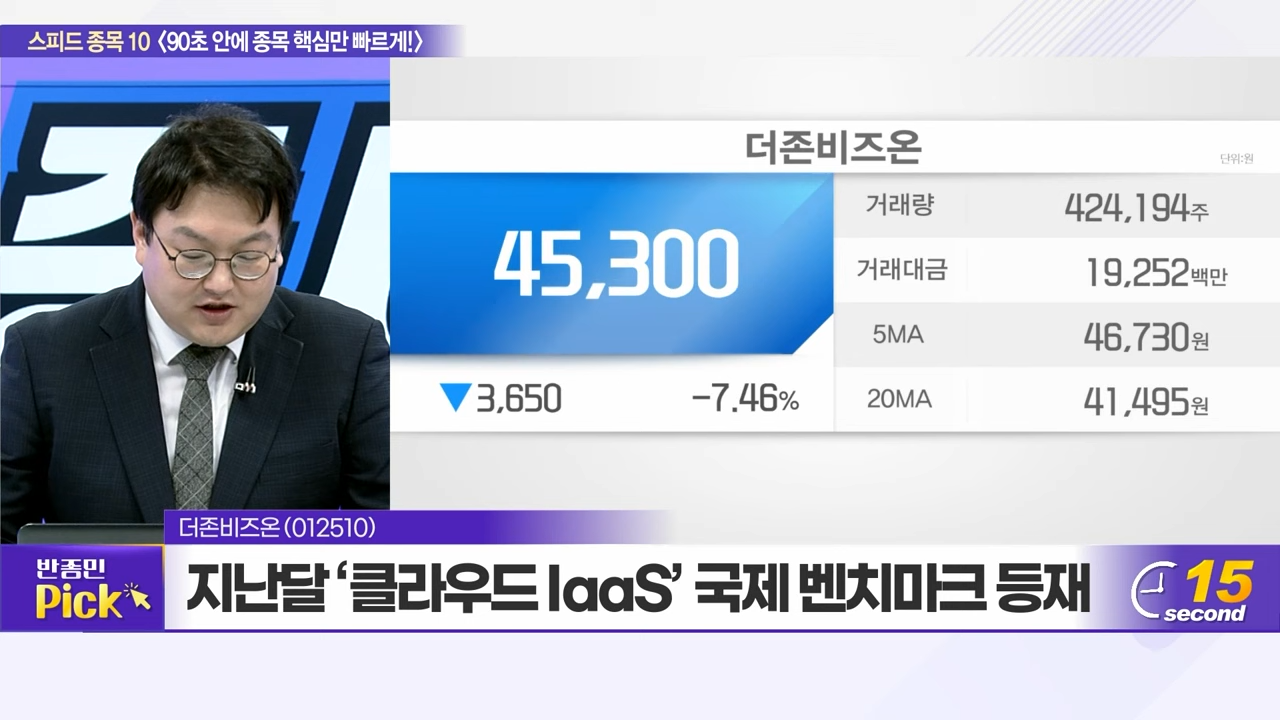 스피드 종목 10 〈90초 안에 종목 핵심만 빠르게!〉
더존비즈온
단위:원
45,300
▼3,650 -7.46%
거래량 424,194주
거래대금 19,252백만
5MA 46,730원
20MA 41,495원
더존비즈온(012510)
반종민
Pick
지난달 ‘클라우드 IaaS’ 국제 벤치마크 등재
15
second